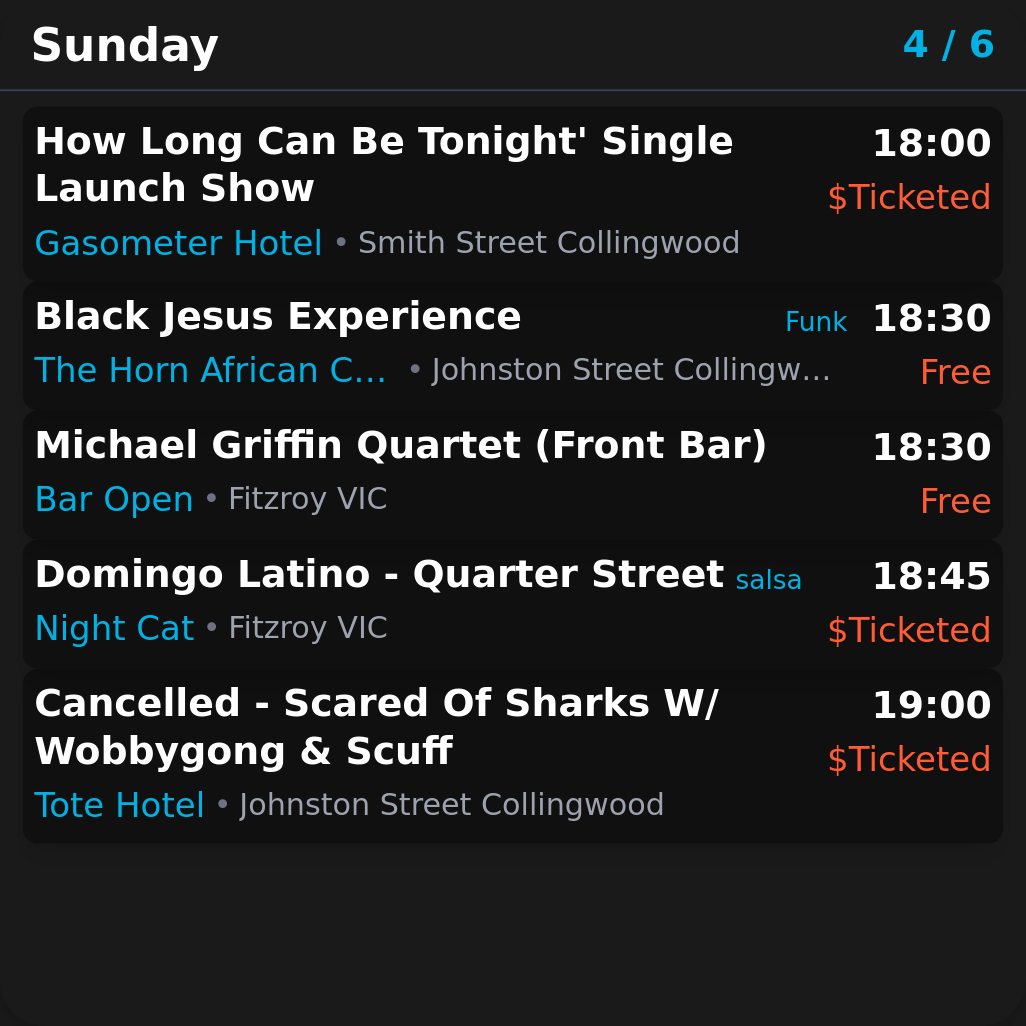 Sunday 4 / 6
How Long Can Be Tonight' Single 18:00
Launch Show $Ticketed
Gasometer Hotel • Smith Street Collingwood
Black Jesus Experience Funk 18:30
The Horn African C... • Johnston Street Collingw... Free
Michael Griffin Quartet (Front Bar) 18:30
Bar Open • Fitzroy VIC Free
Domingo Latino - Quarter Street salsa 18:45
Night Cat • Fitzroy VIC $Ticketed
Cancelled - Scared Of Sharks W/ 19:00
Wobbygong & Scuff $Ticketed
Tote Hotel • Johnston Street Collingwood